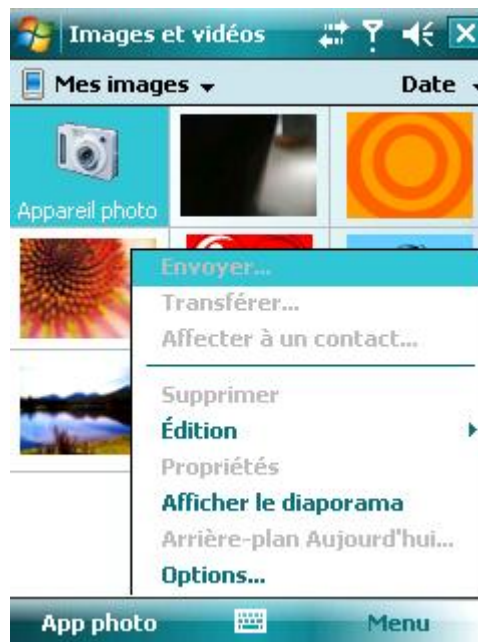 Images et vidéos
Mes images
Date
Appareil photo
Envoyer...
Transférer...
Affecter à un contact...
Supprimer
Édition
Propriétés
Afficher le diaporama
Arrière-plan Aujourd'hui...
Options...
App photo
Menu